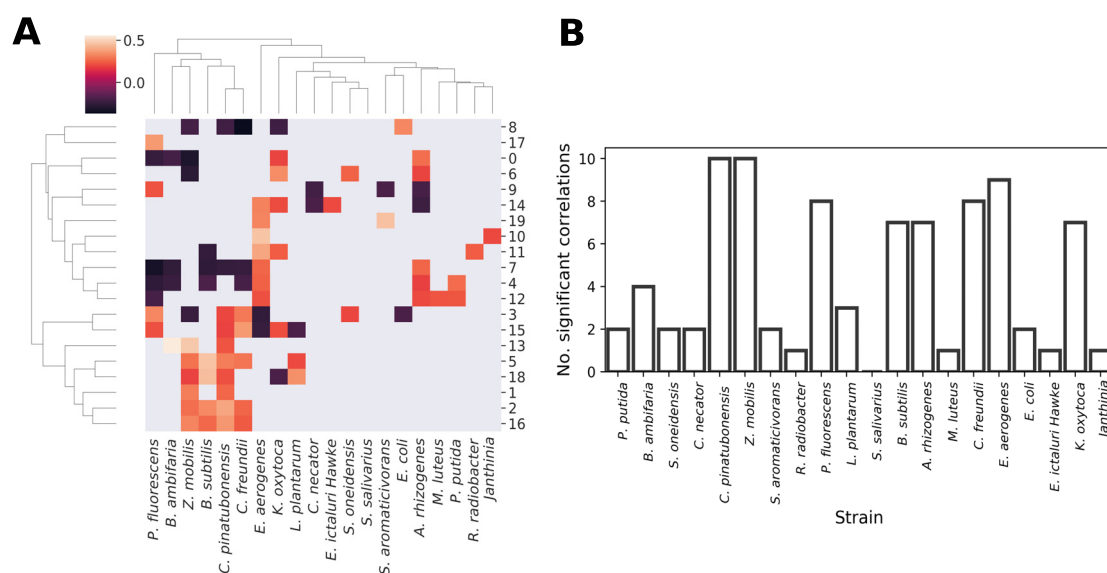 A
B
0.5
0.0
8
17
0
6
9
14
19
10
11
7
4
12
3
15
13
5
18
1
2
16
P. fluorescens
B. ambifaria
Z. mobilis
B. subtilis
C. pinatubonensis
C. freundii
E. aerogenes
K. oxytoca
L. plantarum
C. necator
E. ictaluri Hawke
S. oneidensis
S. salivarius
S. aromaticivorans
E. coli
A. rhizogenes
M. luteus
P. putida
R. radiobacter
Janthinia
No. significant correlations
10
8
6
4
2
0
P. putida
B. ambifaria
S. oneidensis
C. necator
C. pinatubonensis
Z. mobilis
S. aromaticivorans
R. radiobacter
P. fluorescens
L. plantarum
S. salivarius
B. subtilis
A. rhizogenes
M. luteus
C. freundii
E. aerogenes
E. coli
E. ictaluri Hawke
K. oxytoca
Janthinia
Strain